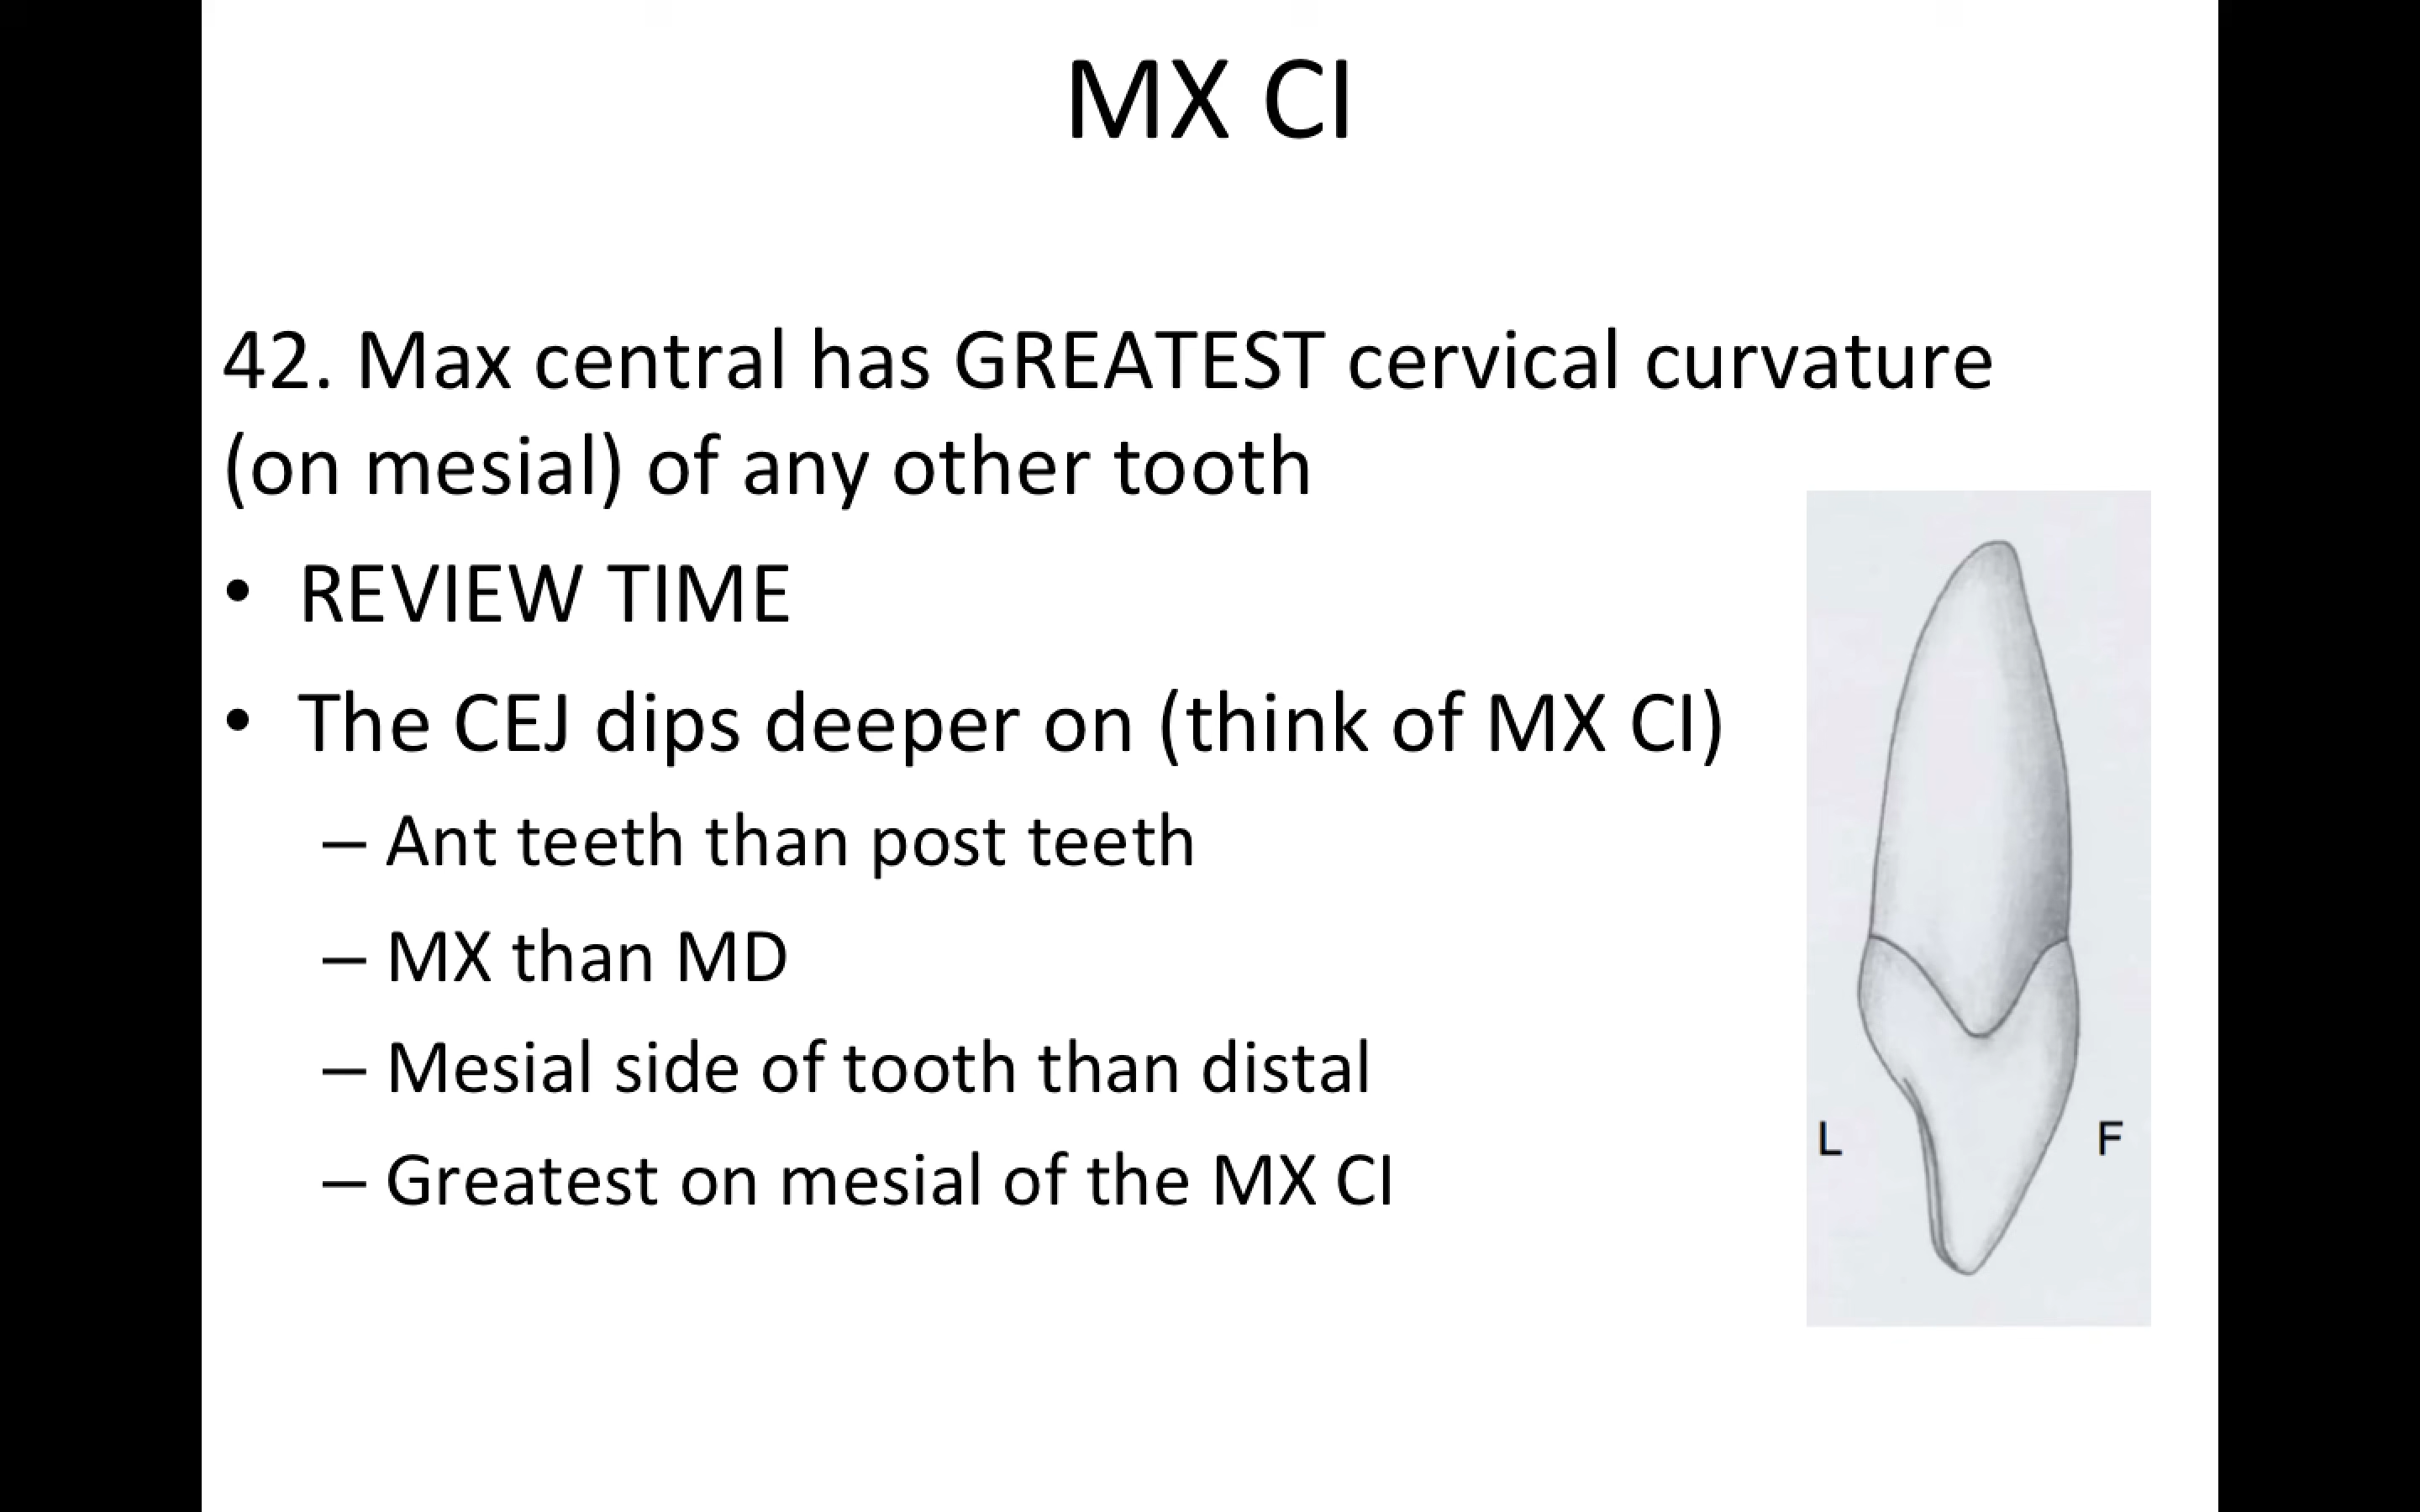 MX CI
42. Max central has GREATEST cervical curvature
(on mesial) of any other tooth
• REVIEW TIME
• The CEJ dips deeper on (think of MX CI)
– Ant teeth than post teeth
– MX than MD
– Mesial side of tooth than distal
– Greatest on mesial of the MX CI
L
F